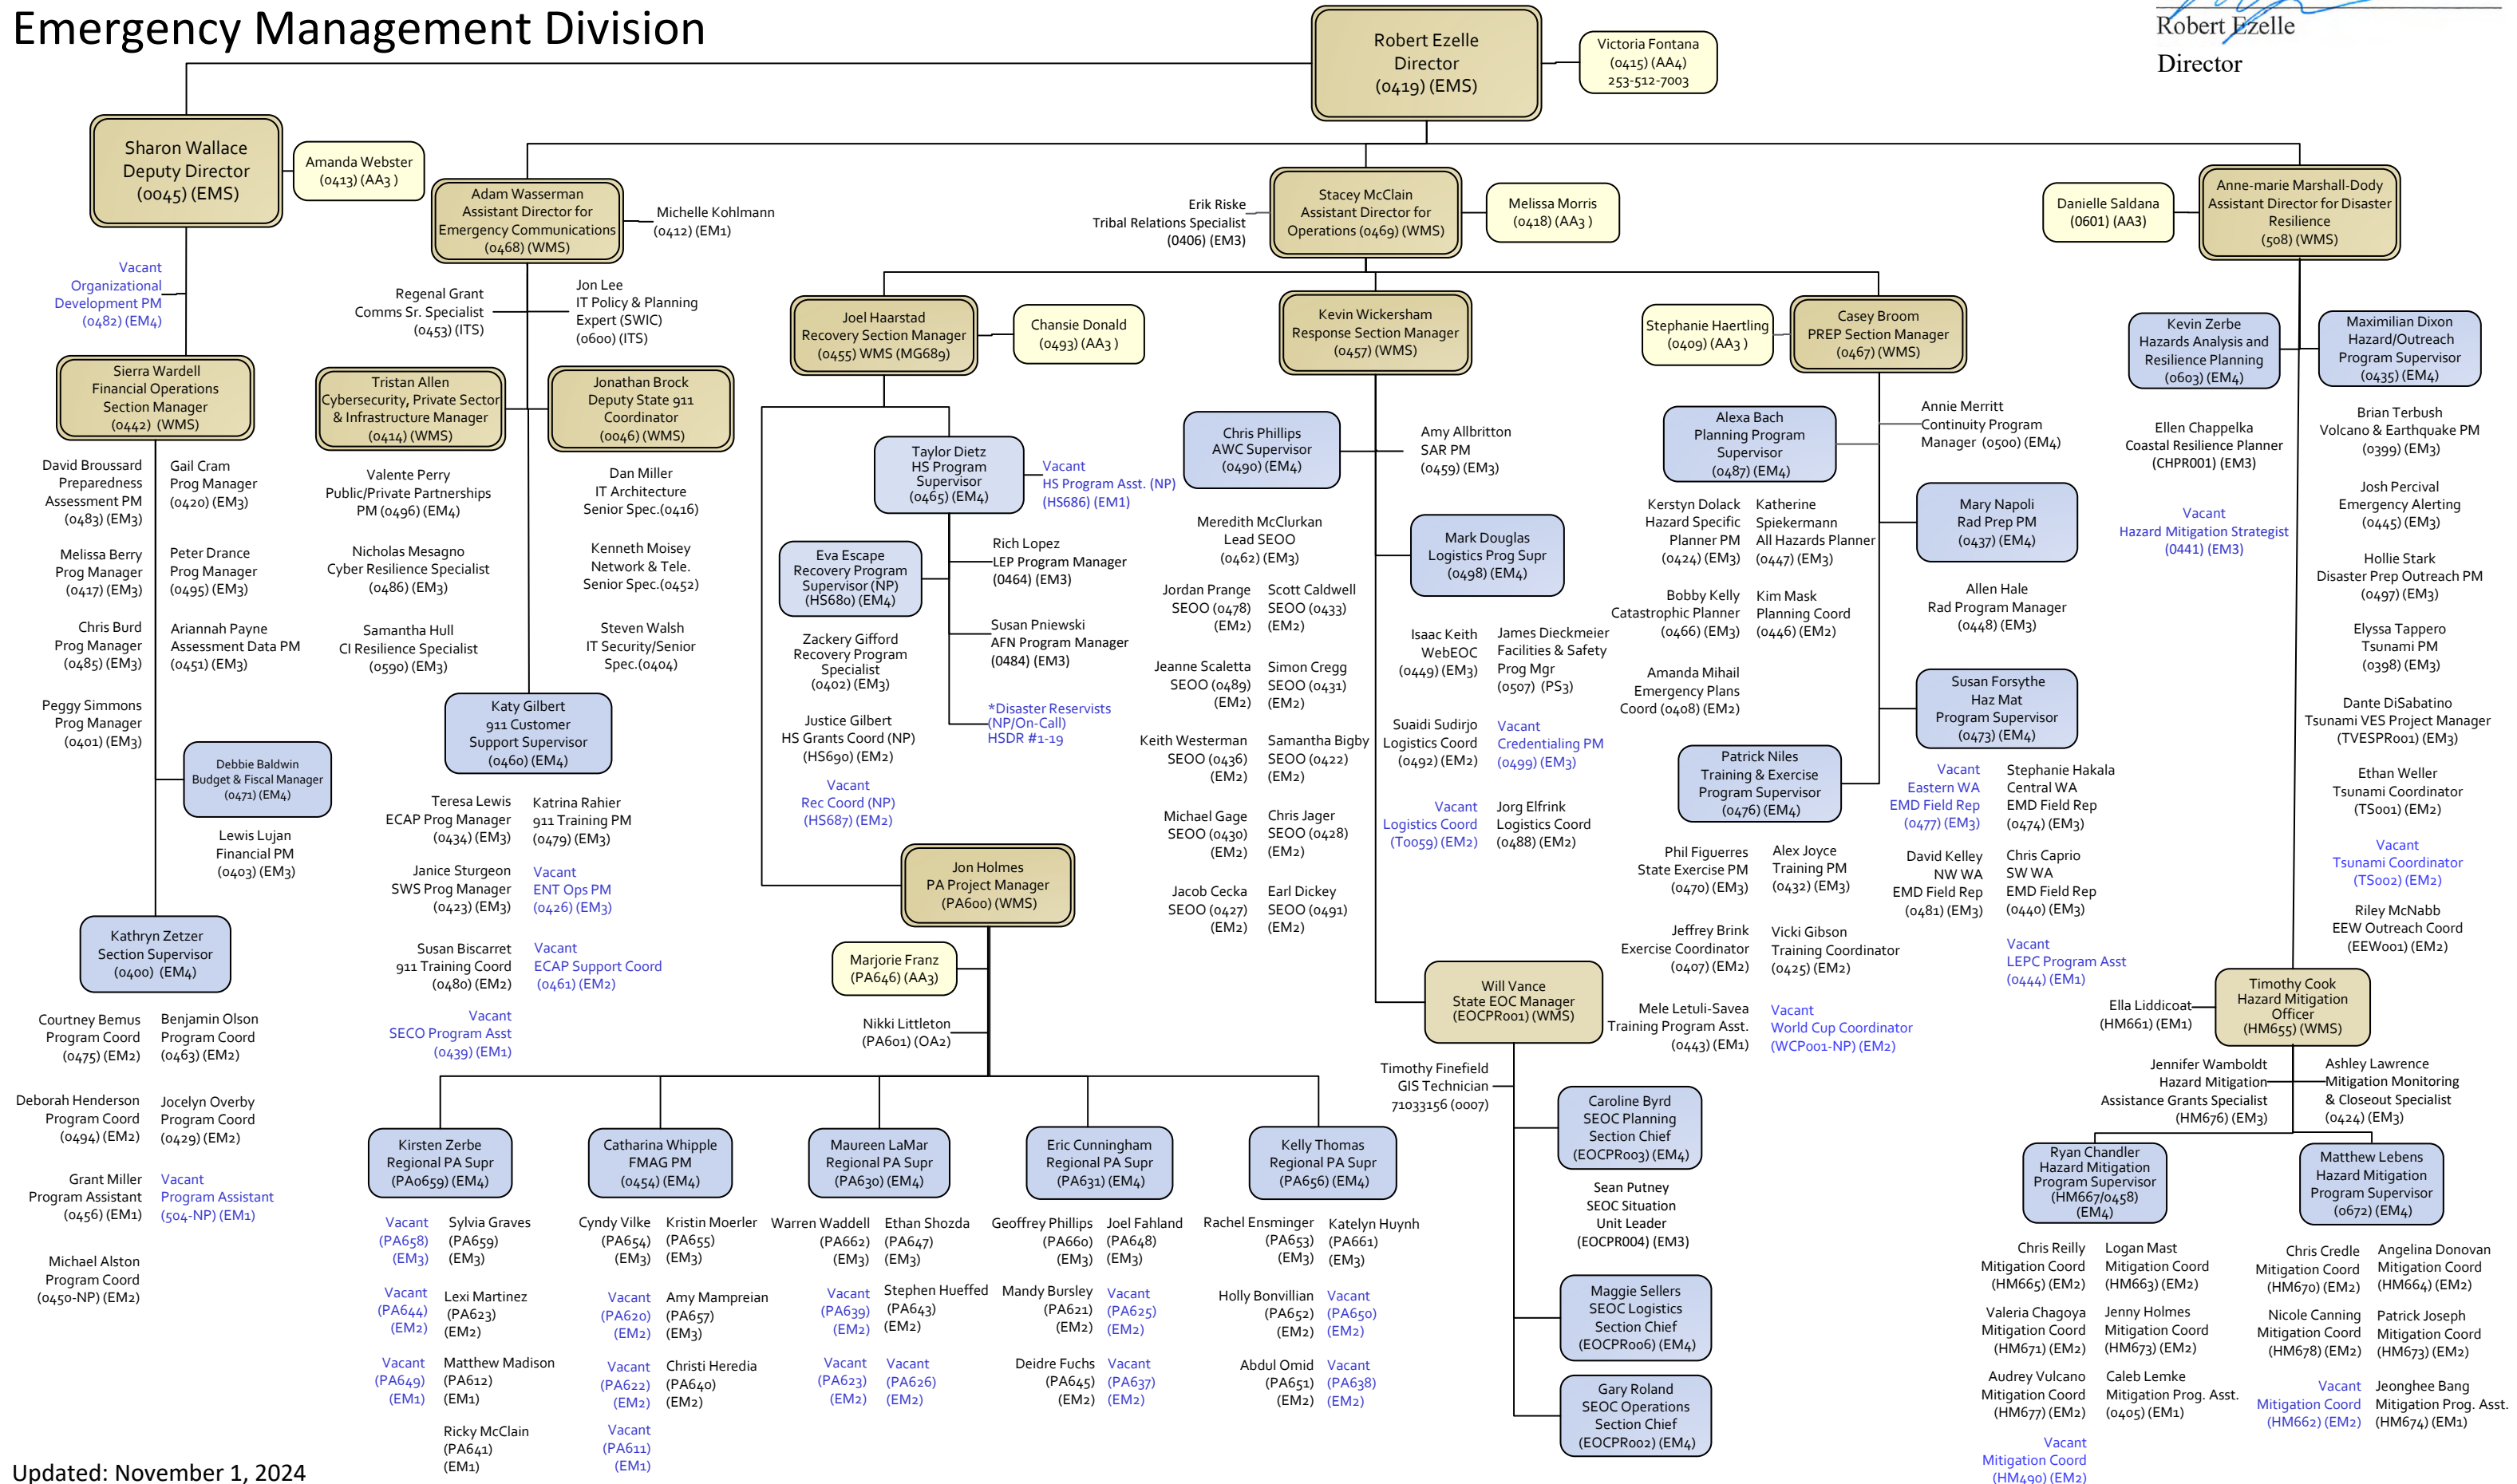 Emergency Management Division
Robert Ezelle
Director
Robert Ezelle
Director
(0419) (EMS)
Victoria Fontana
(0415) (AA4)
253-512-7003
Sharon Wallace
Deputy Director
(0045) (EMS)
Amanda Webster
(0413) (AA3 )
Vacant
Organizational
Development PM
(0482) (EM4)
Sierra Wardell
Financial Operations
Section Manager
(0442) (WMS)
David Broussard
Preparedness
Assessment PM
(0483) (EM3)
Gail Cram
Prog Manager
(0420) (EM3)
Melissa Berry
Prog Manager
(0417) (EM3)
Peter Drance
Prog Manager
(0495) (EM3)
Chris Burd
Prog Manager
(0485) (EM3)
Ariannah Payne
Assessment Data PM
(0451) (EM3)
Peggy Simmons
Prog Manager
(0401) (EM3)
Debbie Baldwin
Budget & Fiscal Manager
(0471) (EM4)
Lewis Lujan
Financial PM
(0403) (EM3)
Kathryn Zetzer
Section Supervisor
(0400) (EM4)
Courtney Bemus
Program Coord
(0475) (EM2)
Benjamin Olson
Program Coord
(0463) (EM2)
Deborah Henderson
Program Coord
(0494) (EM2)
Jocelyn Overby
Program Coord
(0429) (EM2)
Grant Miller
Program Assistant
(0456) (EM1)
Vacant
Program Assistant
(504-NP) (EM1)
Michael Alston
Program Coord
(0450-NP) (EM2)
Adam Wasserman
Assistant Director for
Emergency Communications
(0468) (WMS)
Michelle Kohlmann
(0412) (EM1)
Regenal Grant
Comms Sr. Specialist
(0453) (ITS)
Jon Lee
IT Policy & Planning
Expert (SWIC)
(0600) (ITS)
Tristan Allen
Cybersecurity, Private Sector
& Infrastructure Manager
(0414) (WMS)
Jonathan Brock
Deputy State 911
Coordinator
(0046) (WMS)
Valente Perry
Public/Private Partnerships
PM (0496) (EM4)
Dan Miller
IT Architecture
Senior Spec.(0416)
Nicholas Mesagno
Cyber Resilience Specialist
(0486) (EM3)
Kenneth Moisey
Network & Tele.
Senior Spec.(0452)
Samantha Hull
CI Resilience Specialist
(0590) (EM3)
Steven Walsh
IT Security/Senior
Spec.(0404)
Katy Gilbert
911 Customer
Support Supervisor
(0460) (EM4)
Teresa Lewis
ECAP Prog Manager
(0434) (EM3)
Katrina Rahier
911 Training PM
(0479) (EM3)
Janice Sturgeon
SWS Prog Manager
(0423) (EM3)
Vacant
ENT Ops PM
(0426) (EM3)
Susan Biscarret
911 Training Coord
(0480) (EM2)
Vacant
ECAP Support Coord
(0461) (EM2)
Vacant
SECO Program Asst
(0439) (EM1)
Stacey McClain
Assistant Director for
Operations (0469) (WMS)
Erik Riske
Tribal Relations Specialist
(0406) (EM3)
Melissa Morris
(0418) (AA3 )
Joel Haarstad
Recovery Section Manager
(0455) WMS (MG689)
Chansie Donald
(0493) (AA3 )
Taylor Dietz
HS Program
Supervisor
(0465) (EM4)
Vacant
HS Program Asst. (NP)
(HS686) (EM1)
Eva Escape
Recovery Program
Supervisor (NP)
(HS680) (EM4)
Rich Lopez
LEP Program Manager
(0464) (EM3)
Susan Pniewski
AFN Program Manager
(0484) (EM3)
*Disaster Reservists
(NP/On-Call)
HSDR #1-19
Zackery Gifford
Recovery Program
Specialist
(0402) (EM3)
Justice Gilbert
HS Grants Coord (NP)
(HS690) (EM2)
Vacant
Rec Coord (NP)
(HS687) (EM2)
Jon Holmes
PA Project Manager
(PA600) (WMS)
Marjorie Franz
(PA646) (AA3)
Nikki Littleton
(PA601) (OA2)
Kirsten Zerbe
Regional PA Supr
(PA0659) (EM4)
Vacant
(PA658)
(EM3)
Sylvia Graves
(PA659)
(EM3)
Vacant
(PA644)
(EM2)
Lexi Martinez
(PA623)
(EM2)
Vacant
(PA649)
(EM1)
Matthew Madison
(PA612)
(EM1)
Ricky McClain
(PA641)
(EM1)
Catharina Whipple
FMAG PM
(0454) (EM4)
Cyndy Vilke
(PA654)
(EM3)
Kristin Moerler
(PA655)
(EM3)
Vacant
(PA620)
(EM2)
Amy Mampreian
(PA657)
(EM3)
Vacant
(PA622)
(EM2)
Christi Heredia
(PA640)
(EM2)
Vacant
(PA611)
(EM1)
Maureen LaMar
Regional PA Supr
(PA630) (EM4)
Warren Waddell
(PA662)
(EM3)
Ethan Shozda
(PA647)
(EM3)
Vacant
(PA639)
(EM2)
Stephen Hueffed
(PA643)
(EM2)
Vacant
(PA623)
(EM2)
Vacant
(PA626)
(EM2)
Eric Cunningham
Regional PA Supr
(PA631) (EM4)
Geoffrey Phillips
(PA660)
(EM3)
Joel Fahland
(PA648)
(EM3)
Mandy Bursley
(PA621)
(EM2)
Vacant
(PA625)
(EM2)
Deidre Fuchs
(PA645)
(EM2)
Vacant
(PA637)
(EM2)
Kelly Thomas
Regional PA Supr
(PA656) (EM4)
Rachel Ensminger
(PA653)
(EM3)
Katelyn Huynh
(PA661)
(EM3)
Holly Bonvillian
(PA652)
(EM2)
Vacant
(PA650)
(EM2)
Abdul Omid
(PA651)
(EM2)
Vacant
(PA638)
(EM2)
Kevin Wickersham
Response Section Manager
(0457) (WMS)
Chris Phillips
AWC Supervisor
(0490) (EM4)
Amy Allbritton
SAR PM
(0459) (EM3)
Meredith McClurkan
Lead SEOO
(0462) (EM3)
Jordan Prange
SEOO (0478)
(EM2)
Scott Caldwell
SEOO (0433)
(EM2)
Jeanne Scaletta
SEOO (0489)
(EM2)
Simon Cregg
SEOO (0431)
(EM2)
Keith Westerman
SEOO (0436)
(EM2)
Samantha Bigby
SEOO (0422)
(EM2)
Michael Gage
SEOO (0430)
(EM2)
Chris Jager
SEOO (0428)
(EM2)
Jacob Cecka
SEOO (0427)
(EM2)
Earl Dickey
SEOO (0491)
(EM2)
Mark Douglas
Logistics Prog Supr
(0498) (EM4)
Isaac Keith
WebEOC
(0449) (EM3)
James Dieckmeier
Facilities & Safety
Prog Mgr
(0507) (PS3)
Suaidi Sudirjo
Logistics Coord
(0492) (EM2)
Vacant
Credentialing PM
(0499) (EM3)
Vacant
Logistics Coord
(T0059) (EM2)
Jorg Elfrink
Logistics Coord
(0488) (EM2)
Will Vance
State EOC Manager
(EOCPR001) (WMS)
Timothy Finefield
GIS Technician
71033156 (0007)
Caroline Byrd
SEOC Planning
Section Chief
(EOCPR003) (EM4)
Sean Putney
SEOC Situation
Unit Leader
(EOCPR004) (EM3)
Maggie Sellers
SEOC Logistics
Section Chief
(EOCPR006) (EM4)
Gary Roland
SEOC Operations
Section Chief
(EOCPR002) (EM4)
Casey Broom
PREP Section Manager
(0467) (WMS)
Stephanie Haertling
(0409) (AA3 )
Alexa Bach
Planning Program
Supervisor
(0487) (EM4)
Annie Merritt
Continuity Program
Manager (0500) (EM4)
Kerstyn Dolack
Hazard Specific
Planner PM
(0424) (EM3)
Katherine
Spiekermann
All Hazards Planner
(0447) (EM3)
Bobby Kelly
Catastrophic Planner
(0466) (EM3)
Kim Mask
Planning Coord
(0446) (EM2)
Amanda Mihail
Emergency Plans
Coord (0408) (EM2)
Mary Napoli
Rad Prep PM
(0437) (EM4)
Allen Hale
Rad Program Manager
(0448) (EM3)
Susan Forsythe
Haz Mat
Program Supervisor
(0473) (EM4)
Vacant
Eastern WA
EMD Field Rep
(0477) (EM3)
Stephanie Hakala
Central WA
EMD Field Rep
(0474) (EM3)
David Kelley
NW WA
EMD Field Rep
(0481) (EM3)
Chris Caprio
SW WA
EMD Field Rep
(0440) (EM3)
Vacant
LEPC Program Asst
(0444) (EM1)
Patrick Niles
Training & Exercise
Program Supervisor
(0476) (EM4)
Phil Figuerres
State Exercise PM
(0470) (EM3)
Alex Joyce
Training PM
(0432) (EM3)
Jeffrey Brink
Exercise Coordinator
(0407) (EM2)
Vicki Gibson
Training Coordinator
(0425) (EM2)
Mele Letuli-Savea
Training Program Asst.
(0443) (EM1)
Vacant
World Cup Coordinator
(WCP001-NP) (EM2)
Anne-marie Marshall-Dody
Assistant Director for Disaster
Resilience
(508) (WMS)
Danielle Saldana
(0601) (AA3)
Kevin Zerbe
Hazards Analysis and
Resilience Planning
(0603) (EM4)
Ellen Chappelka
Coastal Resilience Planner
(CHPR001) (EM3)
Vacant
Hazard Mitigation Strategist
(0441) (EM3)
Maximilian Dixon
Hazard/Outreach
Program Supervisor
(0435) (EM4)
Brian Terbush
Volcano & Earthquake PM
(0399) (EM3)
Josh Percival
Emergency Alerting
(0445) (EM3)
Hollie Stark
Disaster Prep Outreach PM
(0497) (EM3)
Elyssa Tappero
Tsunami PM
(0398) (EM3)
Dante DiSabatino
Tsunami VES Project Manager
(TVESPR001) (EM3)
Ethan Weller
Tsunami Coordinator
(TS001) (EM2)
Vacant
Tsunami Coordinator
(TS002) (EM2)
Riley McNabb
EEW Outreach Coord
(EEW001) (EM2)
Timothy Cook
Hazard Mitigation
Officer
(HM655) (WMS)
Ella Liddicoat
(HM661) (EM1)
Jennifer Wamboldt
Hazard Mitigation
Assistance Grants Specialist
(HM676) (EM3)
Ashley Lawrence
Mitigation Monitoring
& Closeout Specialist
(0424) (EM3)
Ryan Chandler
Hazard Mitigation
Program Supervisor
(HM667/0458)
(EM4)
Chris Reilly
Mitigation Coord
(HM665) (EM2)
Logan Mast
Mitigation Coord
(HM663) (EM2)
Valeria Chagoya
Mitigation Coord
(HM671) (EM2)
Jenny Holmes
Mitigation Coord
(HM673) (EM2)
Audrey Vulcano
Mitigation Coord
(HM677) (EM2)
Caleb Lemke
Mitigation Prog. Asst.
(0405) (EM1)
Vacant
Mitigation Coord
(HM490) (EM2)
Matthew Lebens
Hazard Mitigation
Program Supervisor
(0672) (EM4)
Chris Credle
Mitigation Coord
(HM670) (EM2)
Angelina Donovan
Mitigation Coord
(HM664) (EM2)
Nicole Canning
Mitigation Coord
(HM678) (EM2)
Patrick Joseph
Mitigation Coord
(HM673) (EM2)
Vacant
Mitigation Coord
(HM662) (EM2)
Jeonghee Bang
Mitigation Prog. Asst.
(HM674) (EM1)
Updated: November 1, 2024